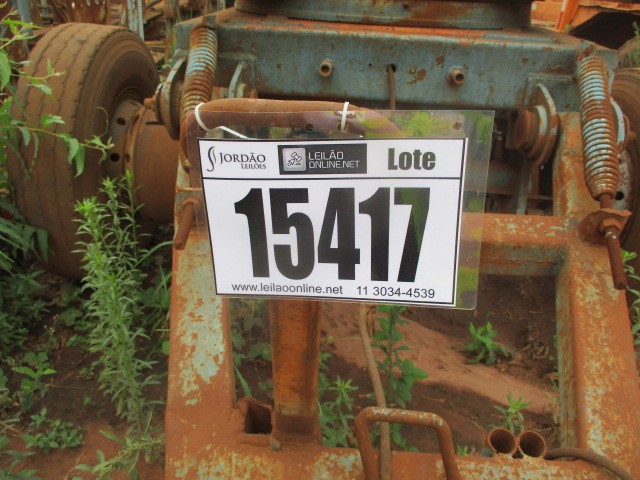 JORDÃO
LEILÕES
LEILÃO
ONLINE.NET
Lote
15417
www.leilaoonline.net 11 3034-4539